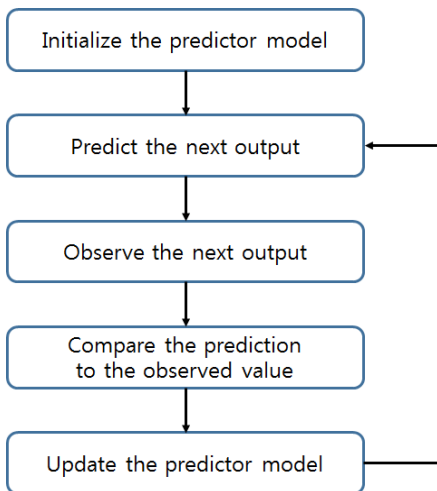 Initialize the predictor model
Predict the next output
Observe the next output
Compare the prediction
to the observed value
Update the predictor model